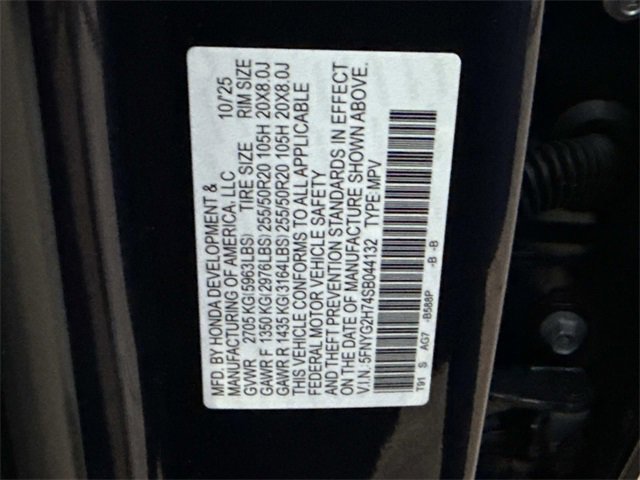 MFD. BY HONDA DEVELOPMENT & 10/25
MANUFACTURING OF AMERICA, LLC
GVWR 2705 KG(5963LBS) TIRE SIZE RIM SIZE
GAWR F 1350 KG(2976LBS) 255/50R20 105H 20X8.0J
GAWR R 1435 KG(3164LBS) 255/50R20 105H 20X8.0J
THIS VEHICLE CONFORMS TO ALL APPLICABLE
FEDERAL MOTOR VEHICLE SAFETY
AND THEFT PREVENTION STANDARDS IN EFFECT
ON THE DATE OF MANUFACTURE SHOWN ABOVE.
V.I.N. 5FNYG2H74SB044132 TYPE: MPV
T91 S AG7 -B588P -B -B